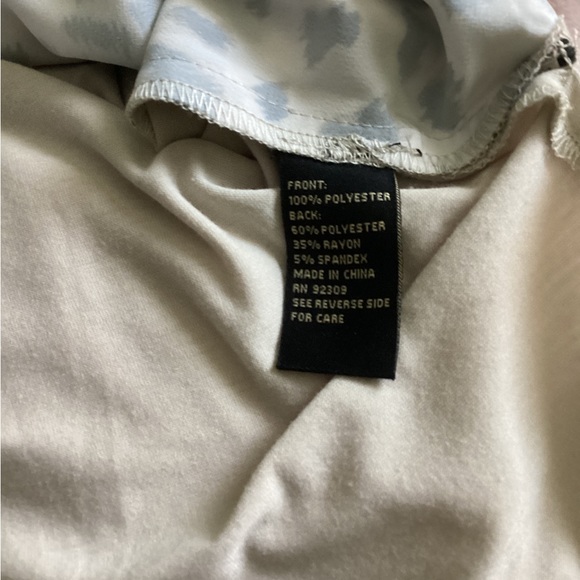 FRONT:
100% POLYESTER
BACK:
60% POLYESTER
35% RAYON
5% SPANDEX
MADE IN CHINA
RN 92309
SEE REVERSE SIDE
FOR CARE